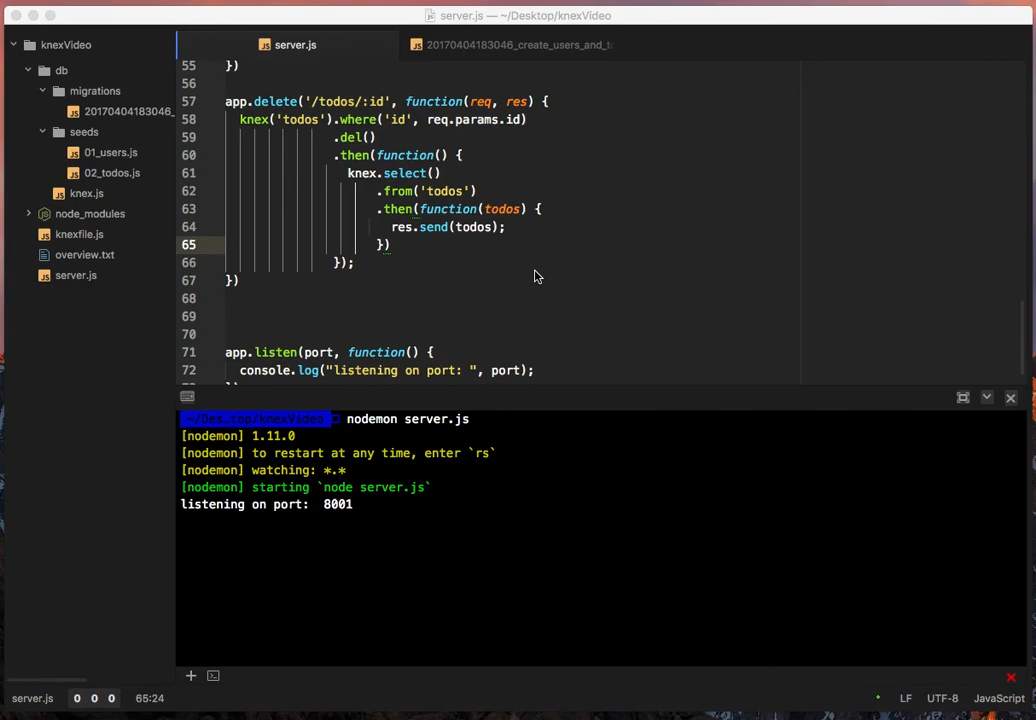 server.js — ~/Desktop/knexVideo
knexVideo
db
migrations
20170404183046_
seeds
01_users.js
02_todos.js
knex.js
node_modules
knexfile.js
overview.txt
server.js
server.js
20170404183046_create_users_and_to
55 })
56
57 app.delete('/todos/:id', function(req, res) {
58 knex('todos').where('id', req.params.id)
59 .del()
60 .then(function() {
61 knex.select()
62 .from('todos')
63 .then(function(todos) {
64 res.send(todos);
65 })
66 });
67 })
68
69
70
71 app.listen(port, function() {
72 console.log("listening on port: ", port);
nodemon server.js
[nodemon] 1.11.0
[nodemon] to restart at any time, enter `rs`
[nodemon] watching: *.*
[nodemon] starting `node server.js`
listening on port:  8001
server.js 0 0 0 65:24 LF UTF-8 JavaScript